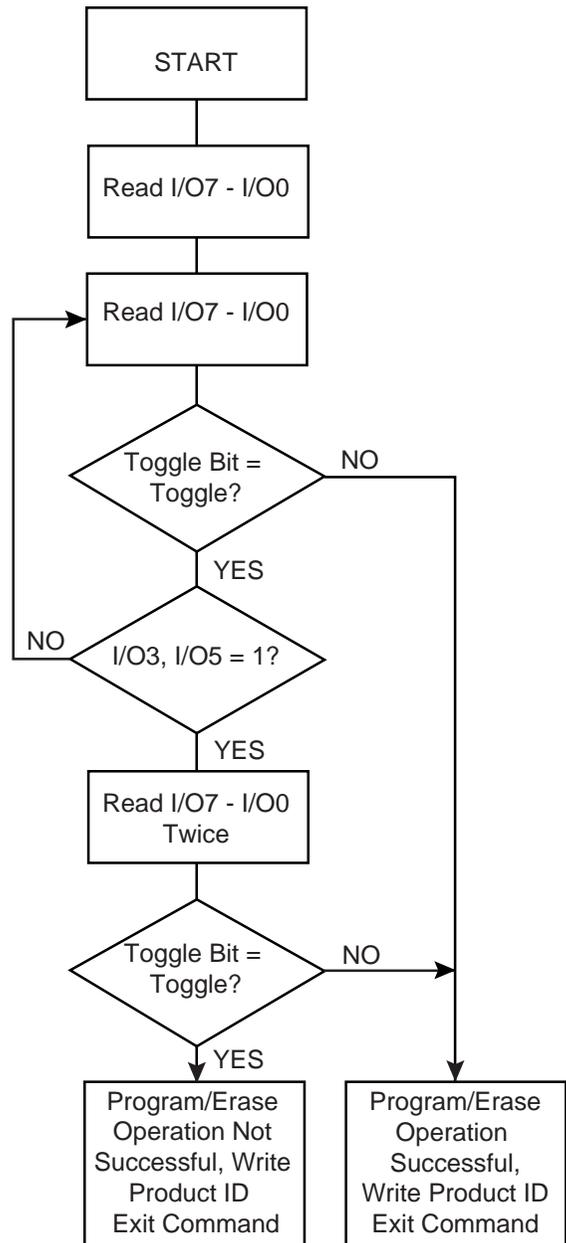 START
Read I/O7 - I/O0
Read I/O7 - I/O0
Toggle Bit =
Toggle?
NO
YES
NO
I/O3, I/O5 = 1?
YES
Read I/O7 - I/O0
Twice
Toggle Bit =
Toggle?
NO
YES
Program/Erase
Operation Not
Successful, Write
Product ID
Exit Command
Program/Erase
Operation
Successful,
Write Product ID
Exit Command